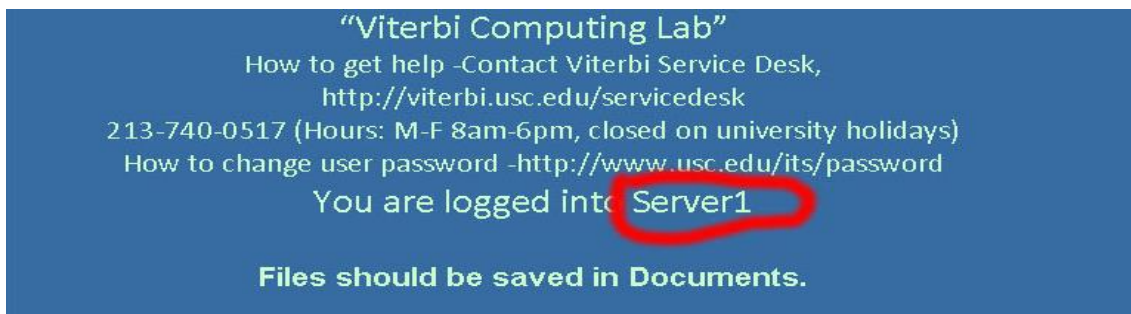 “Viterbi Computing Lab”
How to get help -Contact Viterbi Service Desk,
http://viterbi.usc.edu/servicedesk
213-740-0517 (Hours: M-F 8am-6pm, closed on university holidays)
How to change user password -http://www.usc.edu/its/password
You are logged into Server1
Files should be saved in Documents.